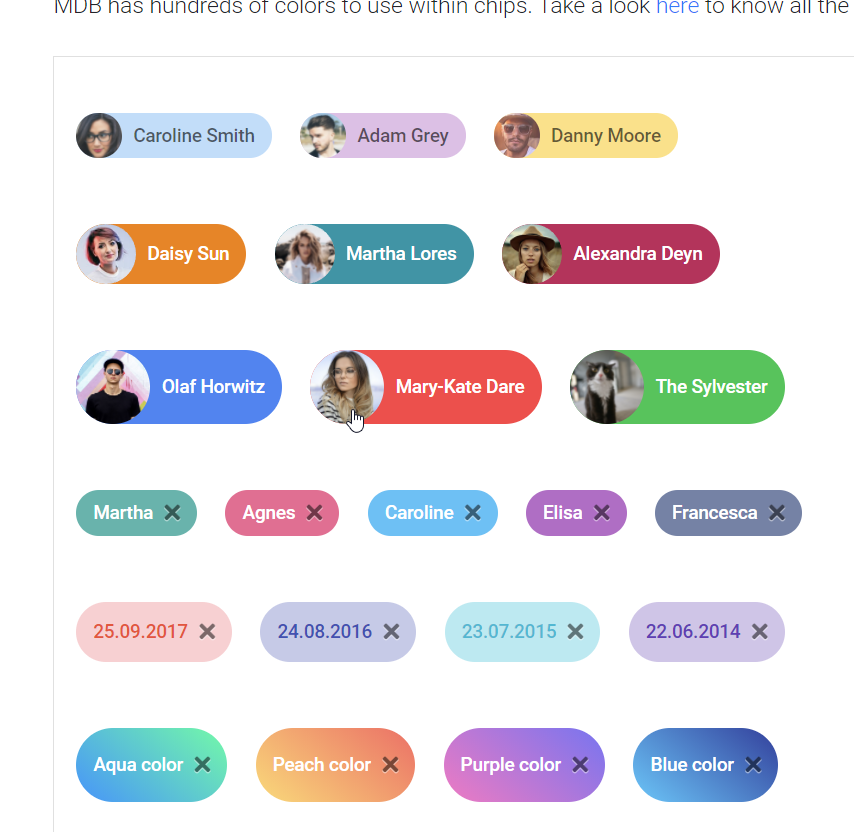 MDB has hundreds of colors to use within chips. Take a look here to know all the
Caroline Smith Adam Grey Danny Moore
Daisy Sun Martha Lores Alexandra Deyn
Olaf Horwitz Mary-Kate Dare The Sylvester
Martha Agnes Caroline Elisa Francesca
25.09.2017 24.08.2016 23.07.2015 22.06.2014
Aqua color Peach color Purple color Blue color